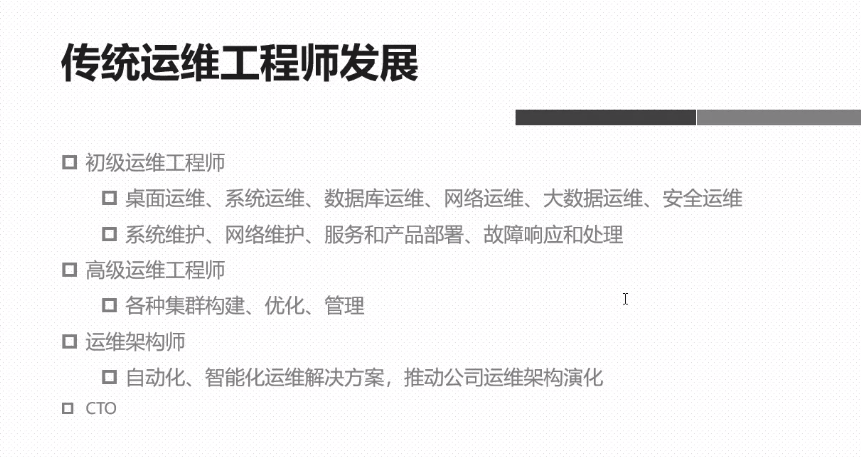 传统运维工程师发展
初级运维工程师
桌面运维、系统运维、数据库运维、网络运维、大数据运维、安全运维
系统维护、网络维护、服务和产品部署、故障响应和处理
高级运维工程师
各种集群构建、优化、管理
运维架构师
自动化、智能化运维解决方案，推动公司运维架构演化
CTO